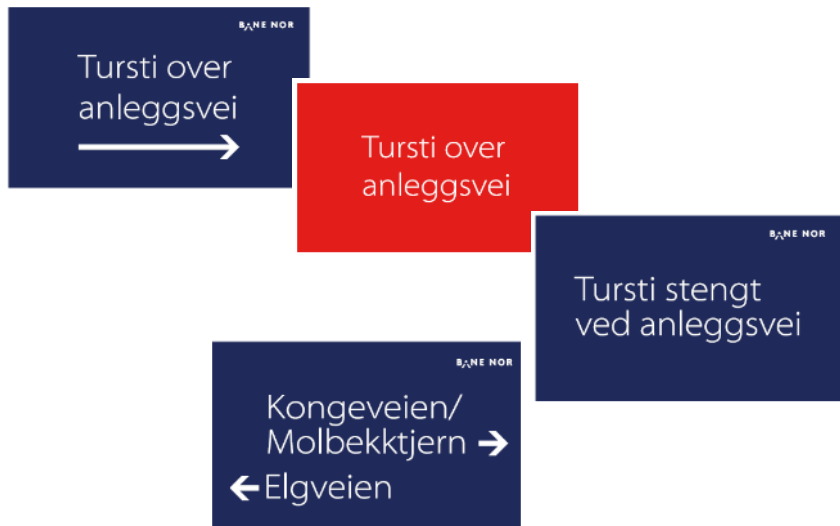 BANE NOR
Tursti over
anleggsvei
Tursti over
anleggsvei
BANE NOR
Tursti stengt
ved anleggsvei
BANE NOR
Kongeveien/
Molbekktjern
Elgveien